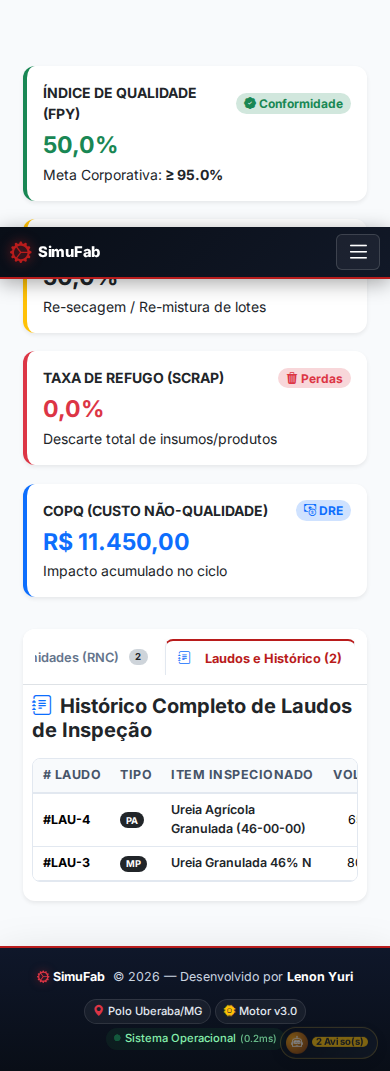 ÍNDICE DE QUALIDADE
(FPY)
Conformidade
50,0%
Meta Corporativa: ≥ 95.0%
SimuFab
Re-secagem / Re-mistura de lotes
TAXA DE REFUGO (SCRAP)
Perdas
0,0%
Descarte total de insumos/produtos
COPQ (CUSTO NÃO-QUALIDADE)
DRE
R$ 11.450,00
Impacto acumulado no ciclo
(RNC) 2
Laudos e Histórico (2)
Histórico Completo de Laudos
de Inspeção
# LAUDO TIPO ITEM INSPECIONADO
#LAU-4 PA Ureia Agrícola
Granulada (46-00-00)
#LAU-3 MP Ureia Granulada 46% N
SimuFab © 2026 — Desenvolvido por Lenon Yuri
Polo Uberaba/MG Motor v3.0
Sistema Operacional (0.2ms)
2 Aviso(s)